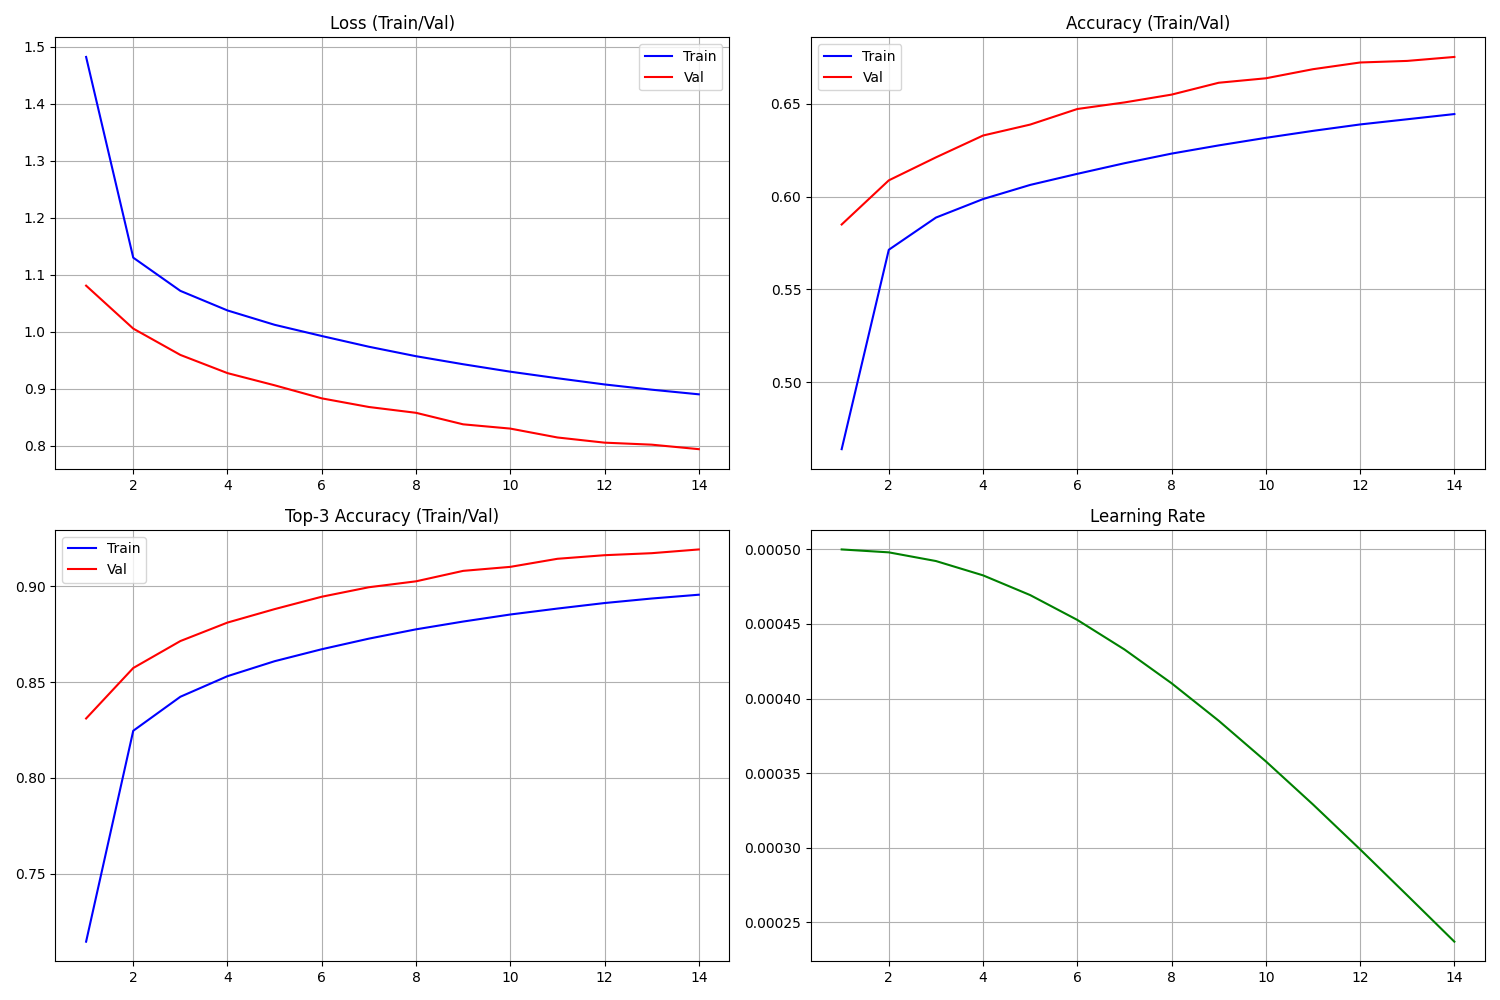 Loss (Train/Val)
1.5
1.4
1.3
1.2
1.1
1.0
0.9
0.8
Train
Val
2 4 6 8 10 12 14
Accuracy (Train/Val)
0.65
0.60
0.55
0.50
Train
Val
2 4 6 8 10 12 14
Top-3 Accuracy (Train/Val)
0.90
0.85
0.80
0.75
Train
Val
2 4 6 8 10 12 14
Learning Rate
0.00050
0.00045
0.00040
0.00035
0.00030
0.00025
2 4 6 8 10 12 14